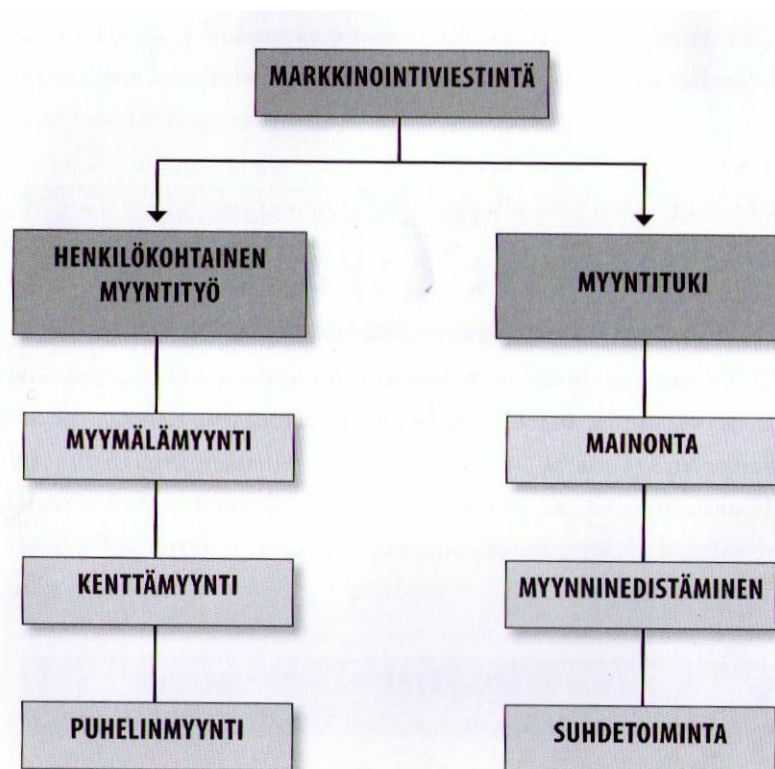 MARKKINOINTIVIESTINTÄ
HENKILÖKOHTAINEN
MYYNTITYÖ
MYYNTITUKI
MYYMÄLÄMYYNTI
MAINONTA
KENTTÄMYYNTI
MYYNNINEDISTÄMINEN
PUHELINMYYNTI
SUHDETOIMINTA